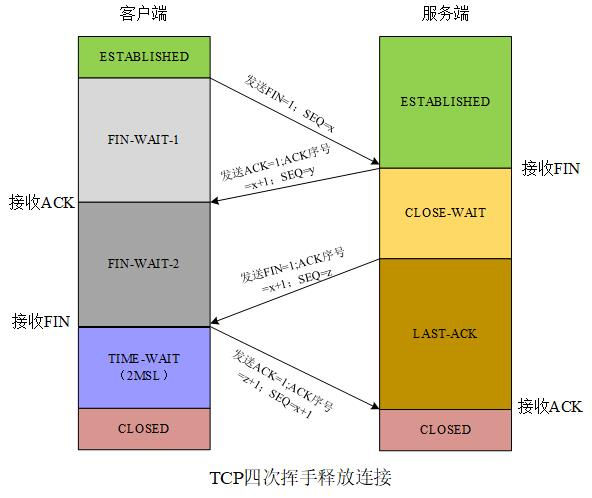 客户端
服务端
ESTABLISHED
ESTABLISHED
发送FIN=1；SEQ=x
FIN-WAIT-1
发送ACK=1;ACK序号
=x+1；SEQ=y
接收FIN
接收ACK
CLOSE-WAIT
FIN-WAIT-2
发送FIN=1;ACK序号
=x+1；SEQ=z
接收FIN
LAST-ACK
TIME-WAIT
（2MSL）
发送ACK=1;ACK序号
=z+1；SEQ=x+1
接收ACK
CLOSED
CLOSED
TCP四次挥手释放连接